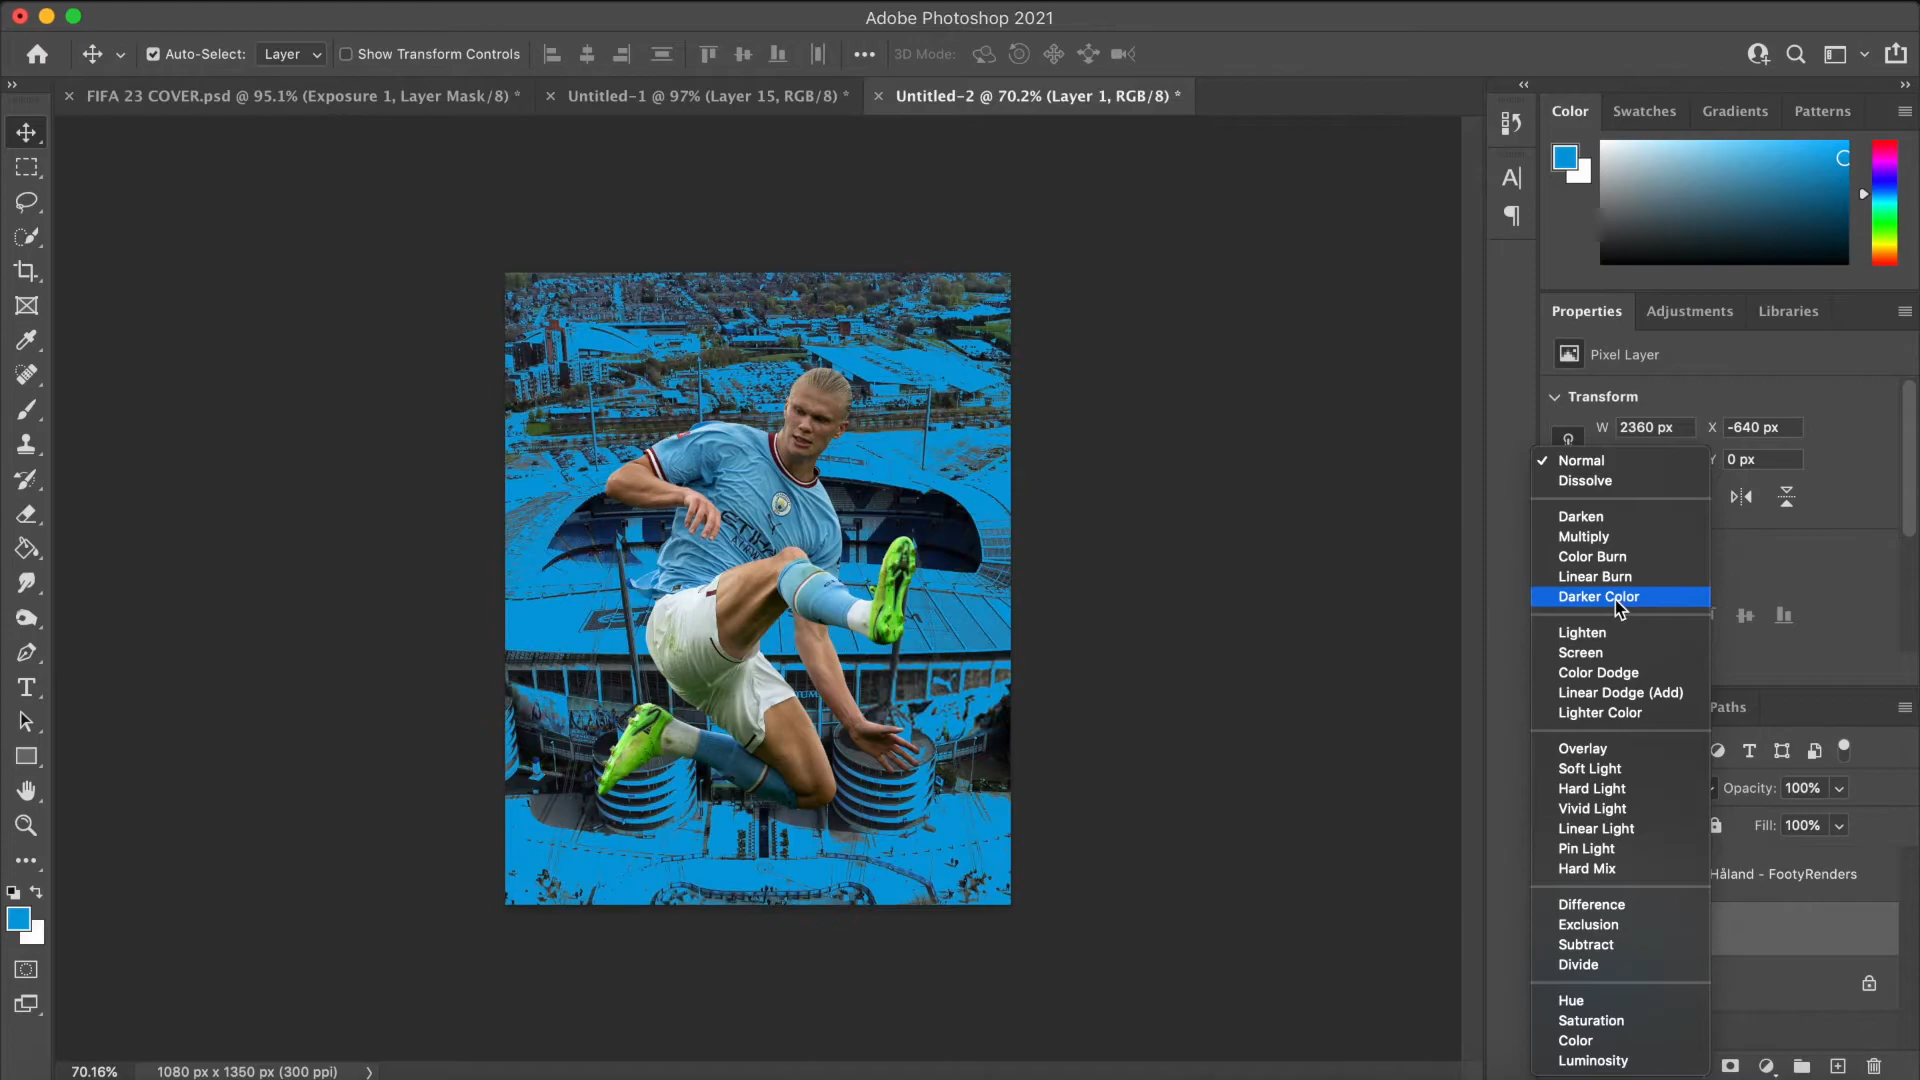 Adobe Photoshop 2021
Auto-Select: Layer Show Transform Controls 3D Mode:
FIFA 23 COVER.psd @ 95.1% (Exposure 1, Layer Mask/8) * Untitled-1 @ 97% (Layer 15, RGB/8) * Untitled-2 @ 70.2% (Layer 1, RGB/8) *
Color Swatches Gradients Patterns
Properties Adjustments Libraries
Pixel Layer
Transform
W 2360 px X -640 px
Y 0 px
Normal
Dissolve
Darken
Multiply
Color Burn
Linear Burn
Darker Color
Lighten
Screen
Color Dodge
Linear Dodge (Add)
Lighter Color
Overlay
Soft Light
Hard Light
Vivid Light
Linear Light
Pin Light
Hard Mix
Difference
Exclusion
Subtract
Divide
Hue
Saturation
Color
Luminosity
Paths
Opacity: 100%
Fill: 100%
Håland - FootyRenders
70.16% 1080 px x 1350 px (300 ppi)